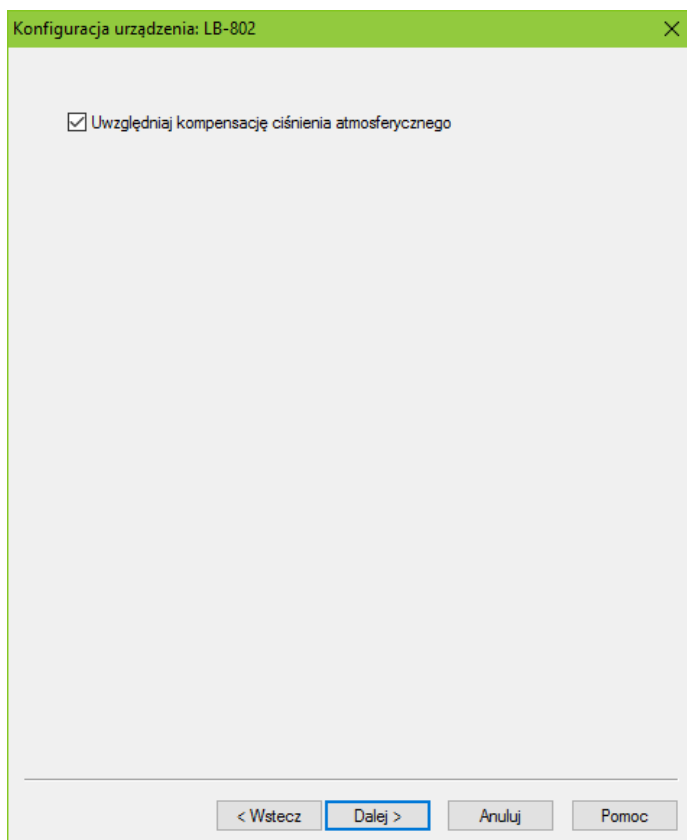 Konfiguracja urządzenia: LB-802
Uwzględniaj kompensację ciśnienia atmosferycznego
< Wstecz Dalej > Anuluj Pomoc